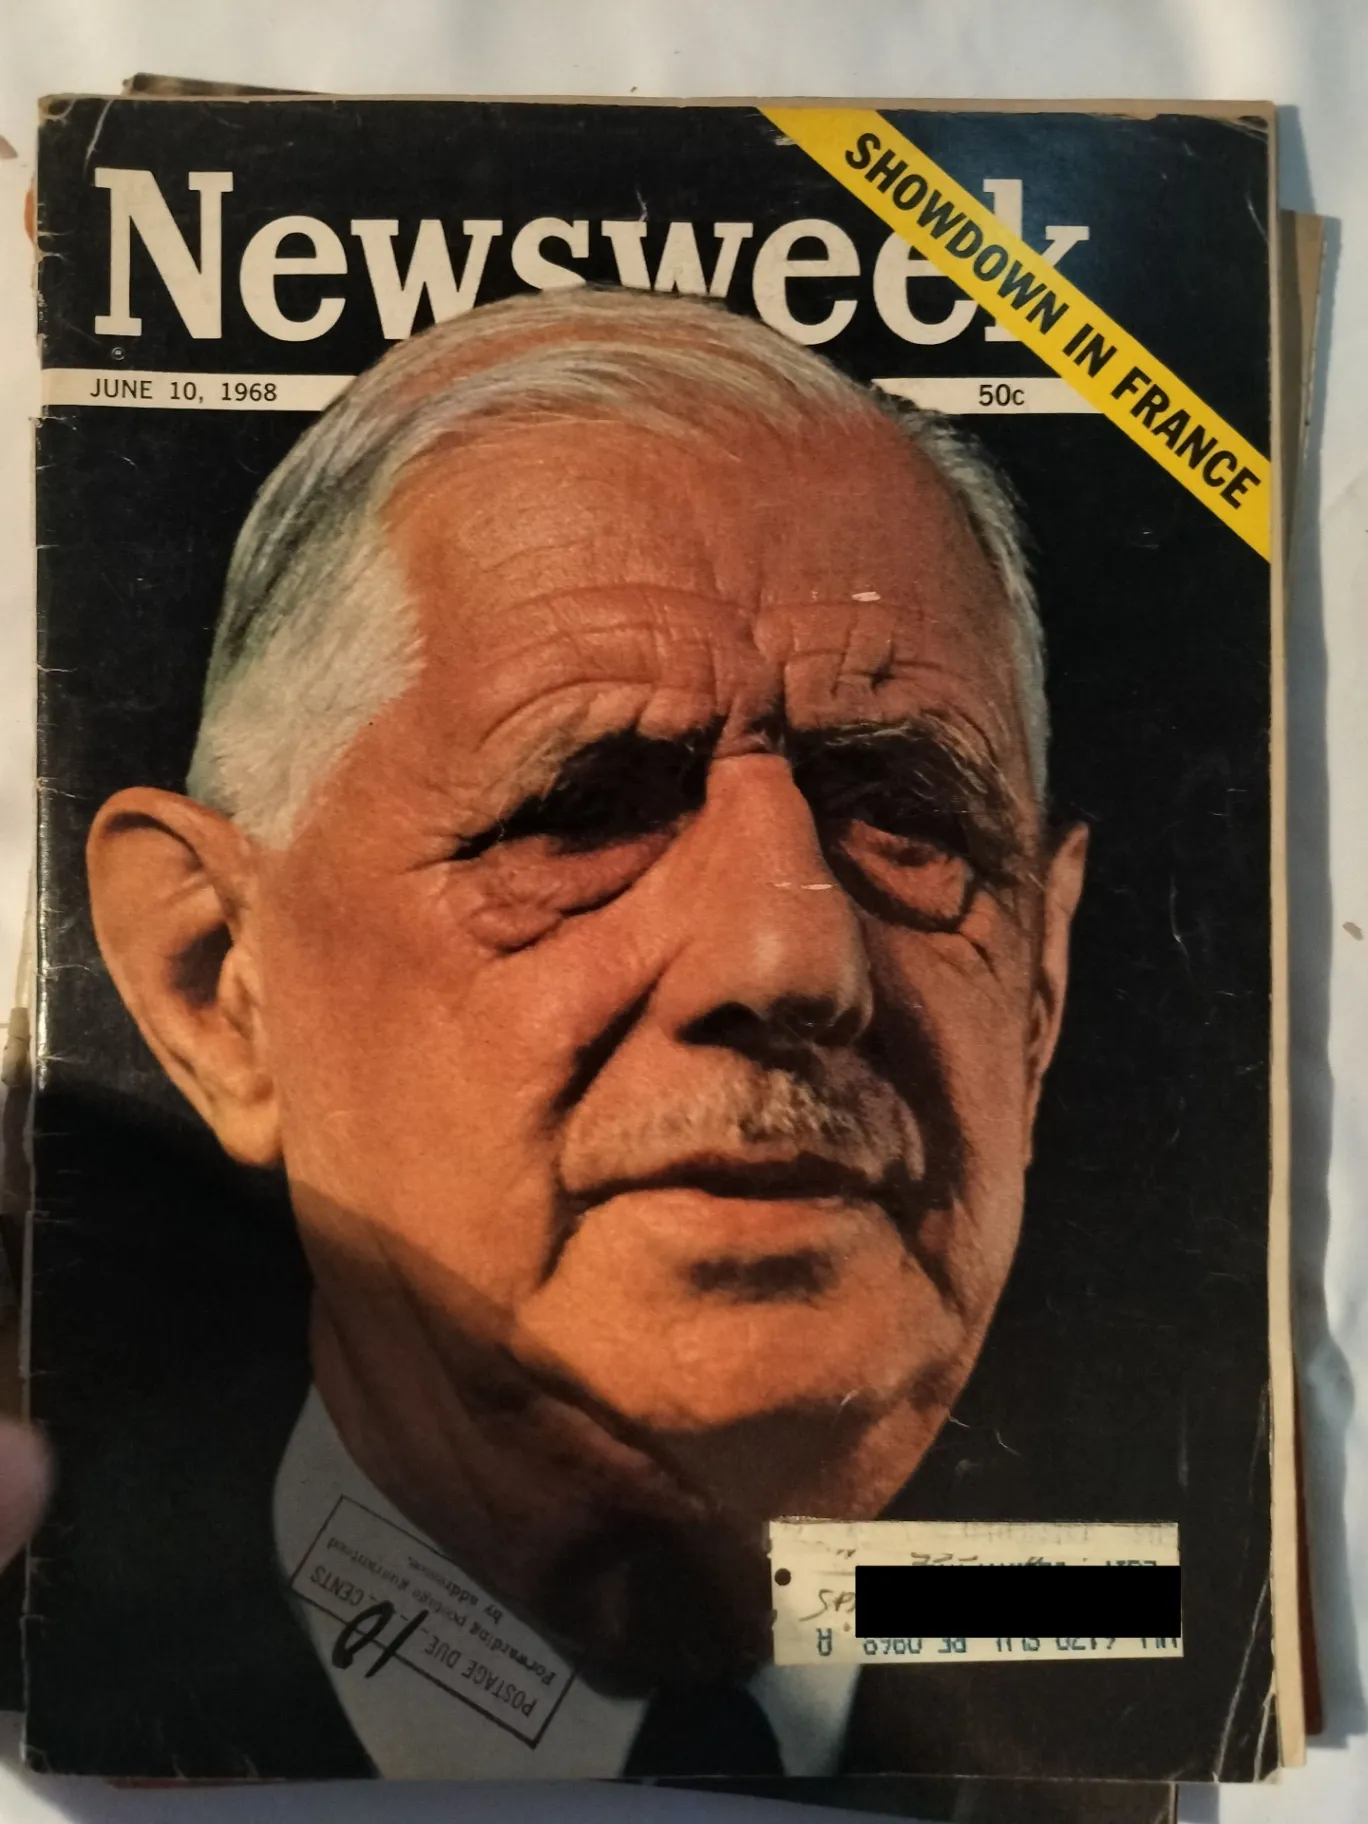 Newsweek
SHOWDOWN IN FRANCE
JUNE 10, 1968
50c
POSTAGE DUE 10 CENTS
Forwarding postage guaranteed
by addressee.